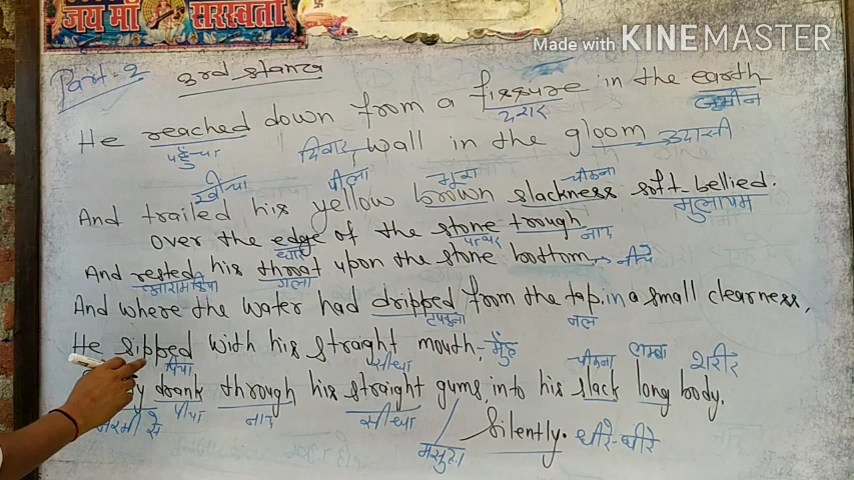 जय माँ सरस्वती
Made with KINEMASTER
Part-2 3rd stanza
He reached down from a fissure in the earth
पहुँचा दरार जमीन
दिवार wall in the gloom उदासी
खींचा पीला भूरा चीकना
And trailed his yellow brown slackness soft-bellied.
मुलायम
over the edge of the stone trough
पत्थर नाद
And rested his throat upon the stone bottom → नीचे
आराम किया गला
And where the water had dripped from the tap, in a small clearness,
टपकना नल
He sipped with his straight mouth, मुँह
पिया सीधा चीकना लम्बा शरीर
drank through his straight gums, into his slack long body.
नरमी से पीया सीधा
मसूढ़ा Silently. धीरे-धीरे